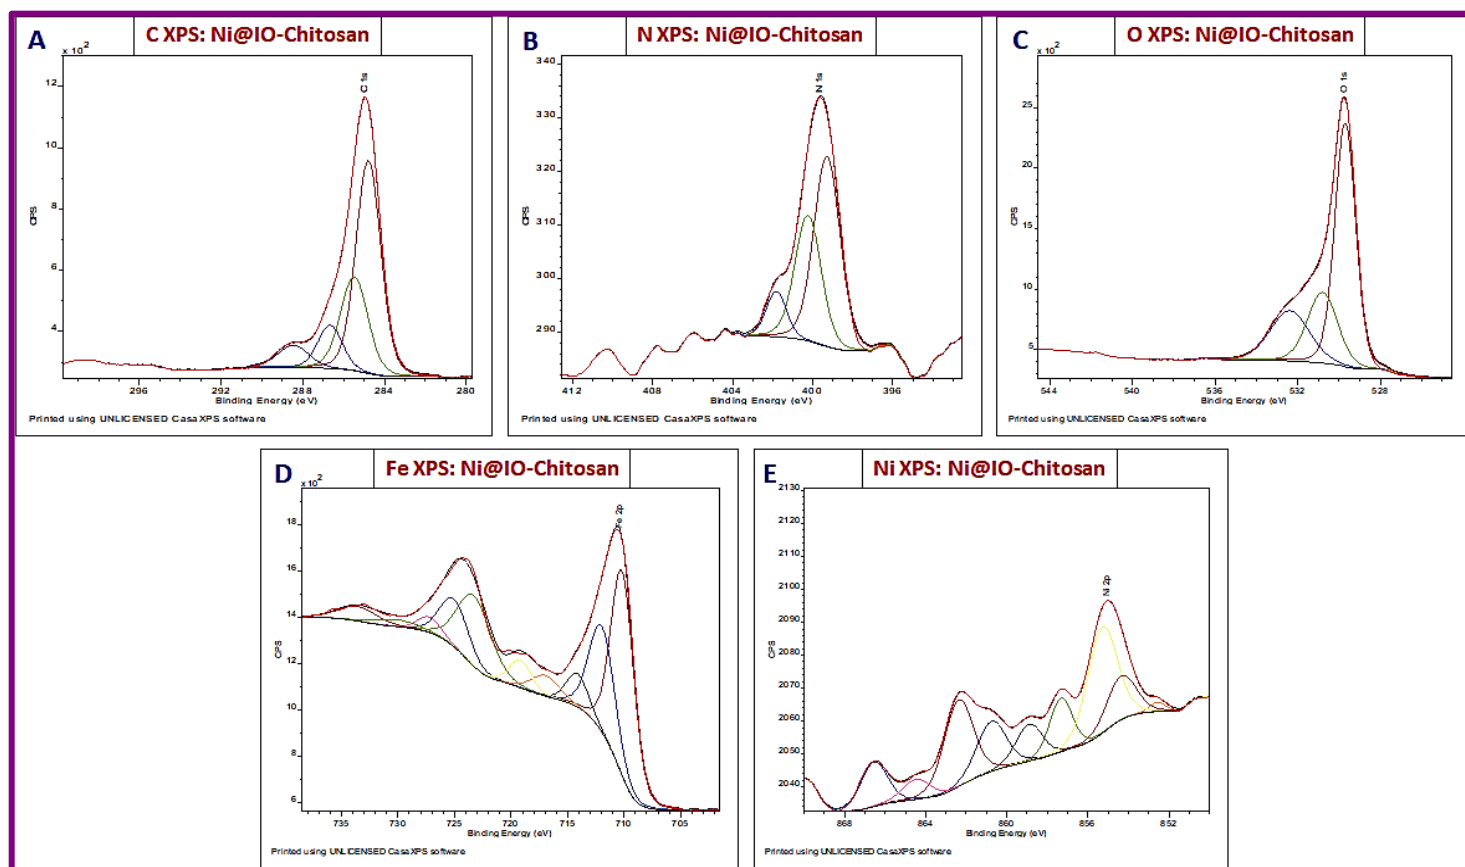 A
C XPS: Ni@IO-Chitosan
x 10²
C 1s
12
10
8
6
4
CPS
296 292 288 284 280
Binding Energy (eV)
Printed using UNLICENSED CasaXPS software
B
N XPS: Ni@IO-Chitosan
N 1s
340
330
320
310
300
290
CPS
412 408 404 400 396
Binding Energy (eV)
Printed using UNLICENSED CasaXPS software
C
O XPS: Ni@IO-Chitosan
x 10²
O 1s
25
20
15
10
5
CPS
544 540 536 532 528
Binding Energy (eV)
Printed using UNLICENSED CasaXPS software
D
Fe XPS: Ni@IO-Chitosan
x 10²
Fe 2p
18
16
14
12
10
8
6
CPS
735 730 725 720 715 710 705
Binding Energy (eV)
Printed using UNLICENSED CasaXPS software
E
Ni XPS: Ni@IO-Chitosan
Ni 2p
2130
2120
2110
2100
2090
2080
2070
2060
2050
2040
CPS
868 864 860 856 852
Binding Energy (eV)
Printed using UNLICENSED CasaXPS software